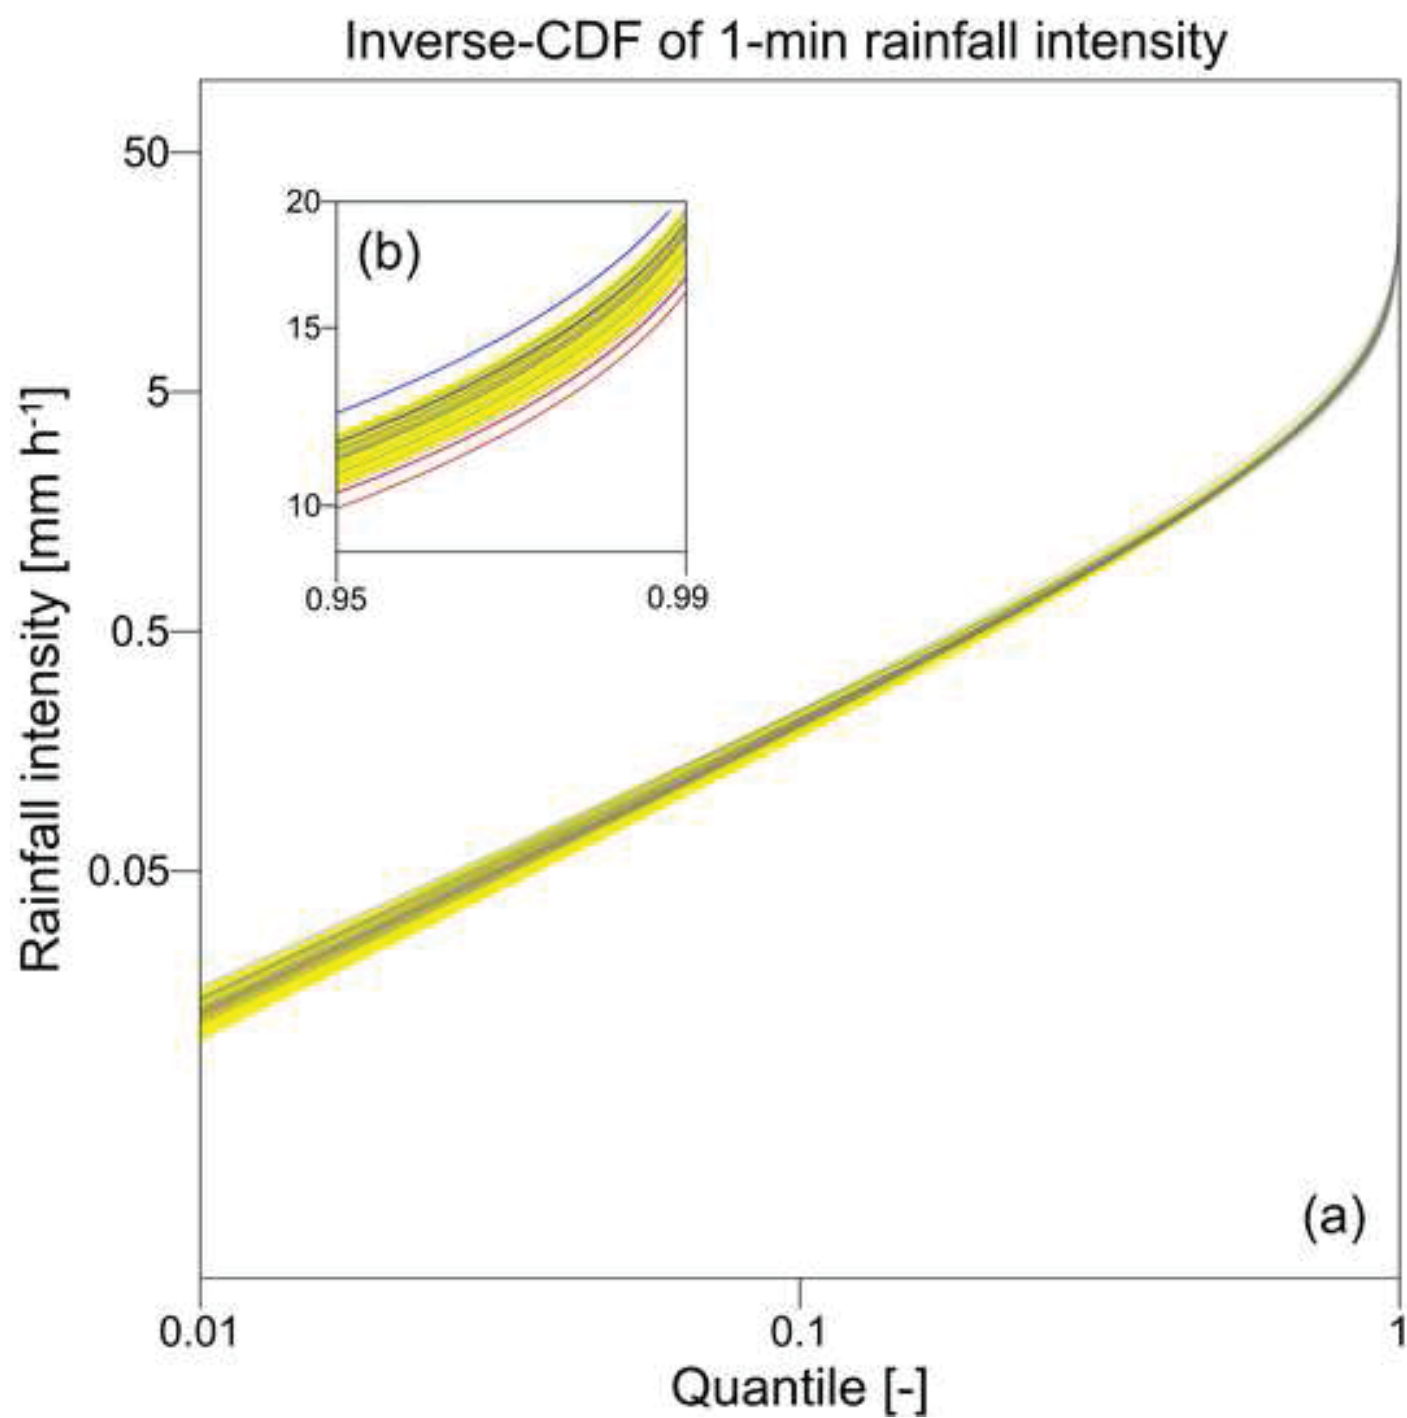 Inverse-CDF of 1-min rainfall intensity
50
5
0.5
0.05
Rainfall intensity [mm h⁻¹]
20
15
10
(b)
0.95
0.99
(a)
0.01
0.1
1
Quantile [-]